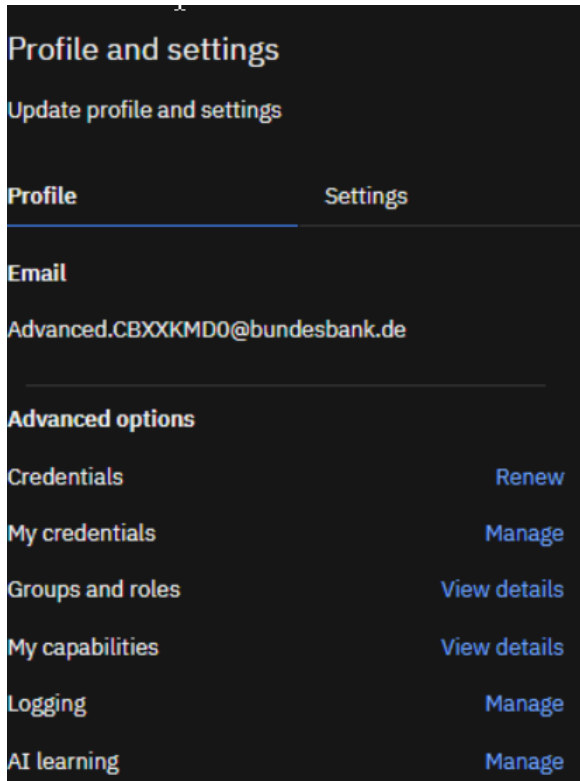 Profile and settings
Update profile and settings
Profile Settings
Email
Advanced.CBXXKMD0@bundesbank.de
Advanced options
Credentials Renew
My credentials Manage
Groups and roles View details
My capabilities View details
Logging Manage
AI learning Manage